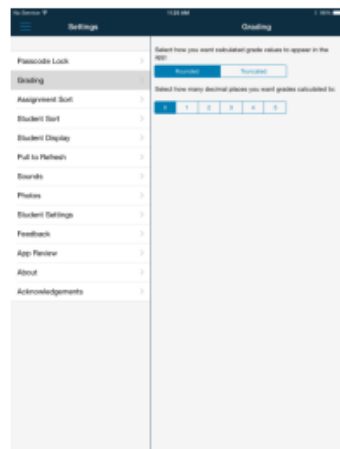 No Service
11:20 AM
Settings
Grading
Passcode Lock
Grading
Assignment Sort
Student Sort
Student Display
Pull to Refresh
Sounds
Photos
Student Settings
Feedback
App Review
About
Acknowledgements
Select how you want calculated grade values to appear in the
app:
Rounded
Truncated
Select how many decimal places you want grades calculated to:
0 1 2 3 4 5